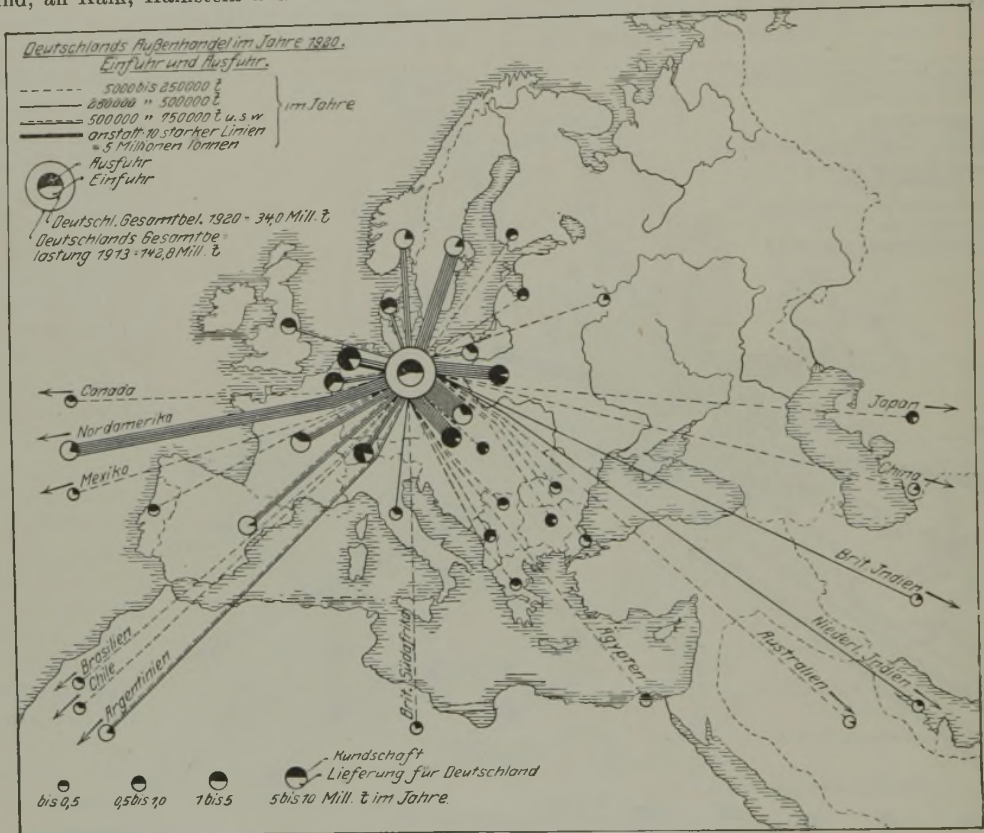 an Kalk, Kalkstein
Deutschlands Außenhandel im Jahre 1920.
Einfuhr und Ausfuhr.
5000 bis 250000 t
250000 " 500000 t
500000 " 750000 t u.s.w
anstatt 10 starker Linien
= 5 Millionen Tonnen
im Jahre
Ausfuhr
Einfuhr
Deutschl. Gesamtbel. 1920 = 34,0 Mill. t
Deutschlands Gesamtbe-
lastung 1913 = 142,8 Mill. t
Canada
Nordamerika
Mexiko
Japan
China
Brit. Indien
Niederl. Indien
Australien
Ägypten
Brit. Südafrika
Brasilien
Chile
Argentinien
Kundschaft
Lieferung für Deutschland
bis 0,5 0,5 bis 1,0 1 bis 5 5 bis 10 Mill. t im Jahre.